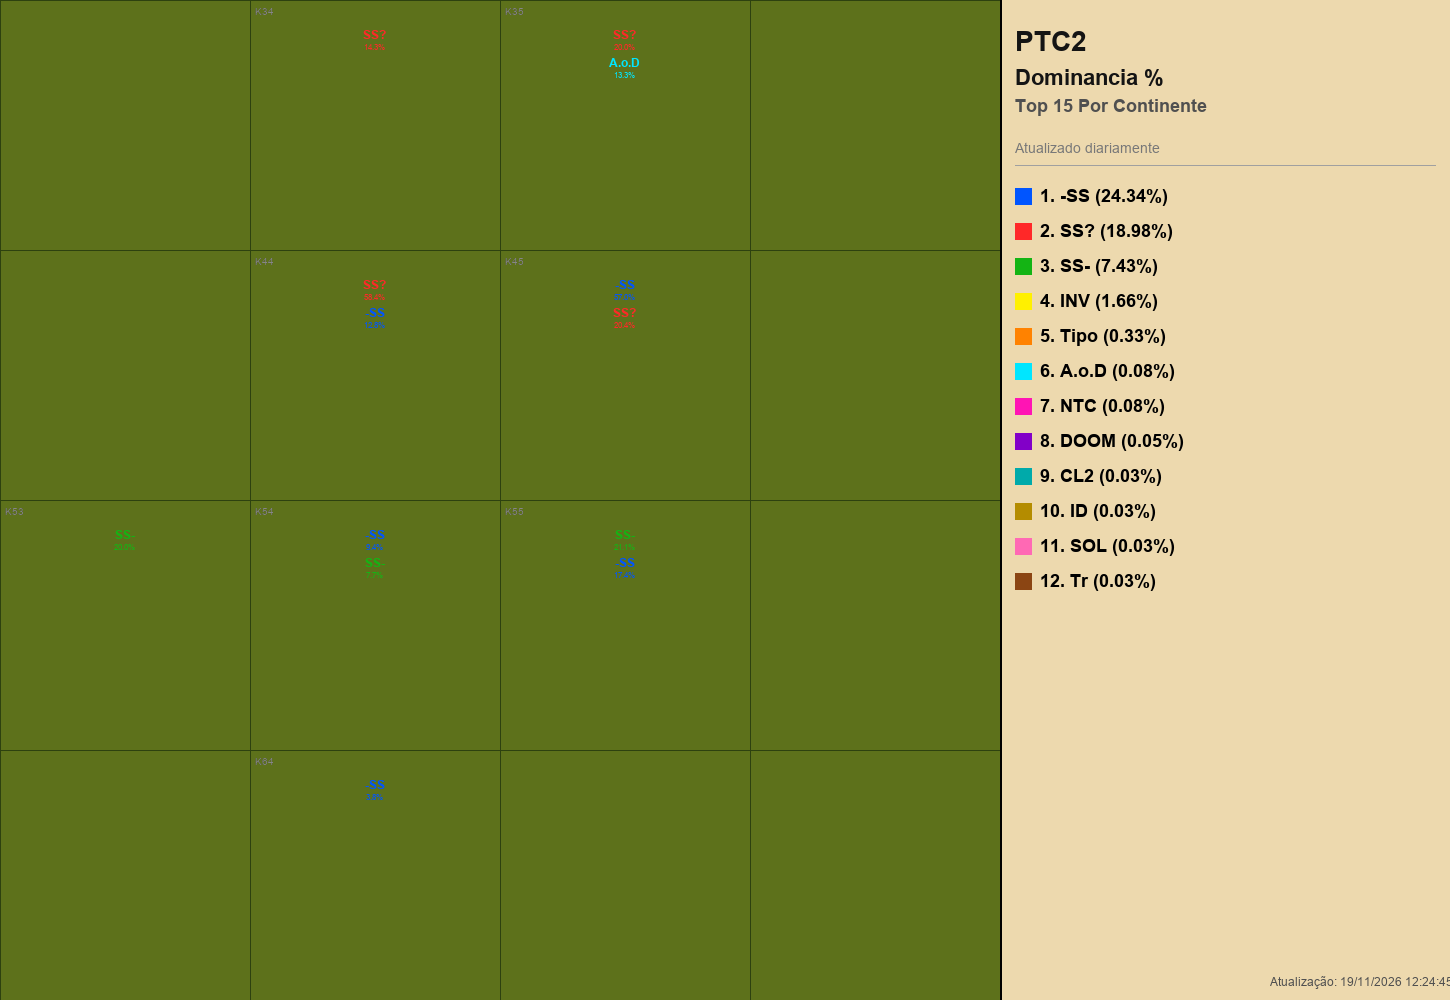 K34
SS?
K35
SS?
A.o.D
13.3%
K44
SS?
-SS
K45
-SS
SS?
K53
SS-
K54
-SS
SS-
7.7%
K55
SS-
-SS
K64
-SS
PTC2
Dominancia %
Top 15 Por Continente
Atualizado diariamente
1. -SS (24.34%)
2. SS? (18.98%)
3. SS- (7.43%)
4. INV (1.66%)
5. Tipo (0.33%)
6. A.o.D (0.08%)
7. NTC (0.08%)
8. DOOM (0.05%)
9. CL2 (0.03%)
10. ID (0.03%)
11. SOL (0.03%)
12. Tr (0.03%)
Atualização: 19/11/2026 12:24:45